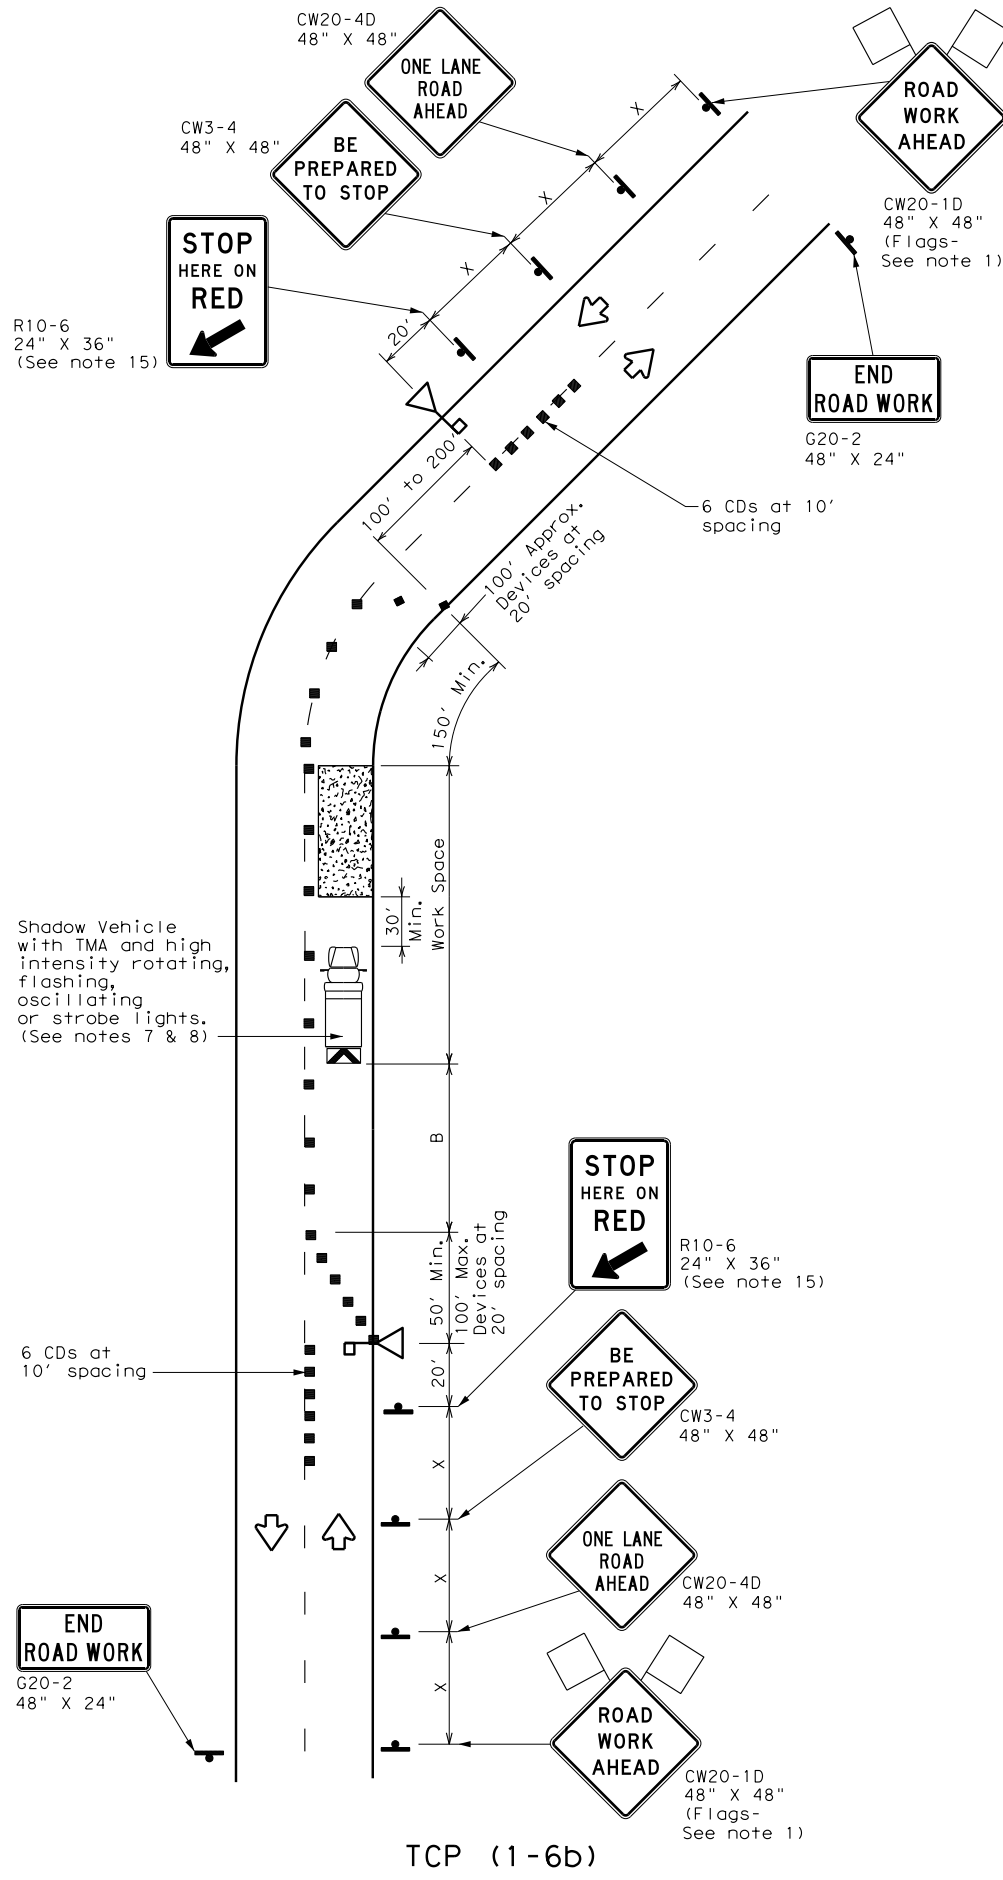 CW20-4D
48" X 48"
ONE LANE
ROAD
AHEAD
X
ROAD
WORK
AHEAD
CW3-4
48" X 48"
BE
PREPARED
TO STOP
X
CW20-1D
48" X 48"
(Flags-
See note 1)
STOP
HERE ON
RED
X
R10-6
24" X 36"
(See note 15)
20'
END
ROAD WORK
G20-2
48" X 24"
100' to 200'
6 CDs at 10'
spacing
100' Approx.
Devices at
20' spacing
150' Min.
Work Space
30'
Min.
Shadow Vehicle
with TMA and high
intensity rotating,
flashing,
oscillating
or strobe lights.
(See notes 7 & 8)
B
STOP
HERE ON
RED
R10-6
24" X 36"
(See note 15)
50' Min.
100' Max.
Devices at
20' spacing
6 CDs at
10' spacing
20'
BE
PREPARED
TO STOP
CW3-4
48" X 48"
X
ONE LANE
ROAD
AHEAD
CW20-4D
48" X 48"
X
END
ROAD WORK
G20-2
48" X 24"
X
ROAD
WORK
AHEAD
CW20-1D
48" X 48"
(Flags-
See note 1)
TCP (1-6b)